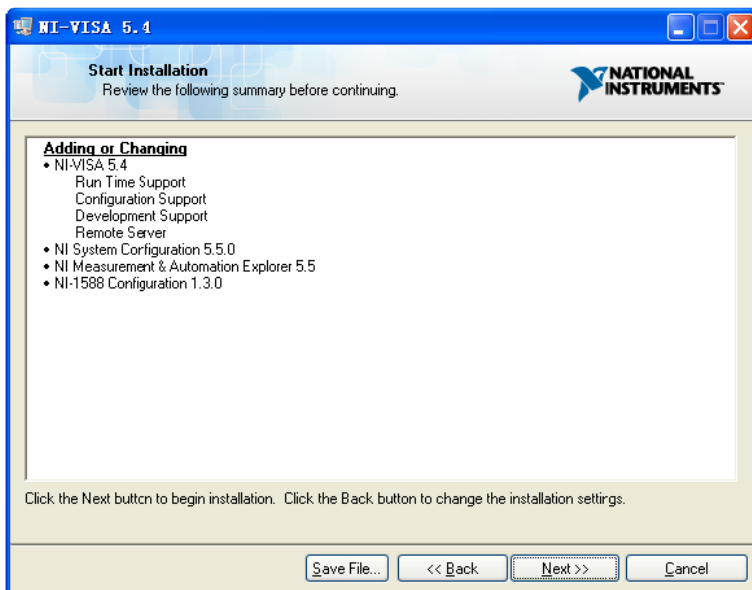 NI-VISA 5.4
Start Installation
Review the following summary before continuing.
NATIONAL
INSTRUMENTS
Adding or Changing
• NI-VISA 5.4
Run Time Support
Configuration Support
Development Support
Remote Server
• NI System Configuration 5.5.0
• NI Measurement & Automation Explorer 5.5
• NI-1588 Configuration 1.3.0
Click the Next button to begin installation. Click the Back button to change the installation settings.
Save File... << Back Next >> Cancel